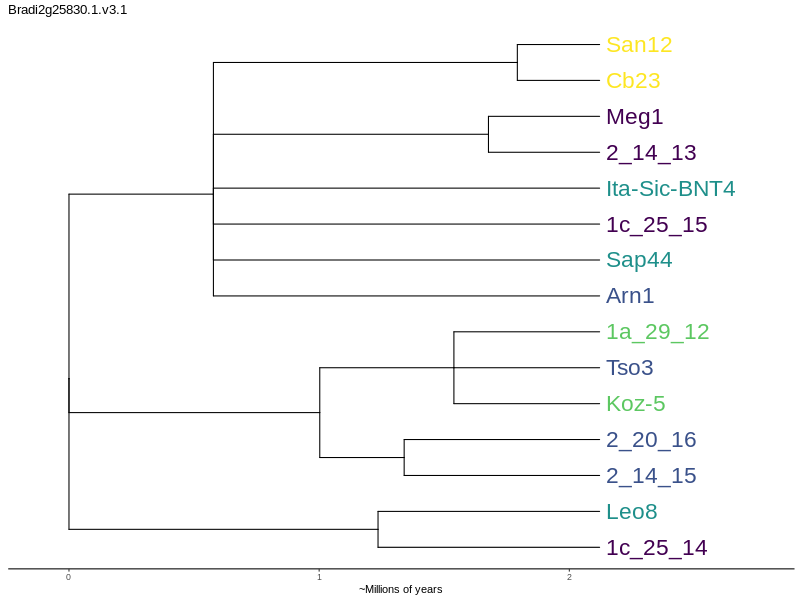 Bradi2g25830.1.v3.1
San12
Cb23
Meg1
2_14_13
Ita-Sic-BNT4
1c_25_15
Sap44
Arn1
1a_29_12
Tso3
Koz-5
2_20_16
2_14_15
Leo8
1c_25_14
0 1 2
~Millions of years